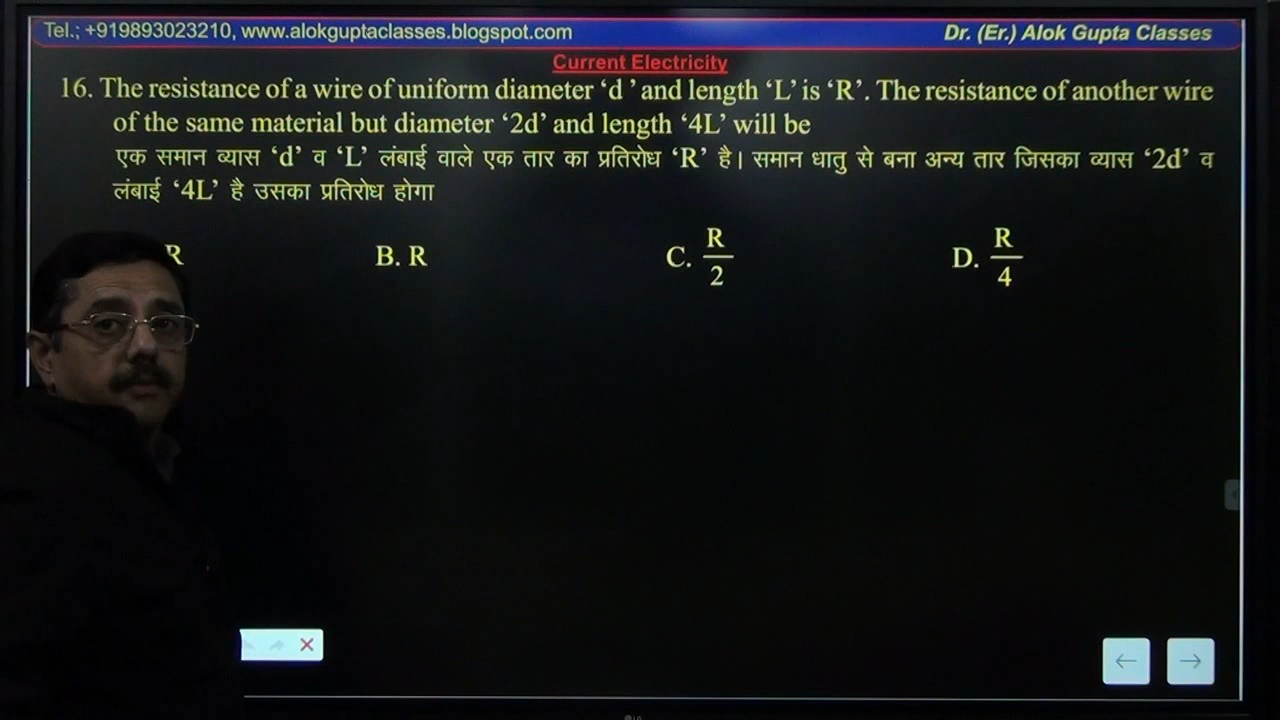 Tel.; +919893023210, www.alokguptaclasses.blogspot.com Dr. (Er.) Alok Gupta Classes
Current Electricity
16. The resistance of a wire of uniform diameter ‘d ’ and length ‘L’ is ‘R’. The resistance of another wire
of the same material but diameter ‘2d’ and length ‘4L’ will be
एक समान व्यास ‘d’ व ‘L’ लंबाई वाले एक तार का प्रतिरोध ‘R’ है। समान धातु से बना अन्य तार जिसका व्यास ‘2d’ व
लंबाई ‘4L’ है उसका प्रतिरोध होगा
R B. R C. R/2 D. R/4